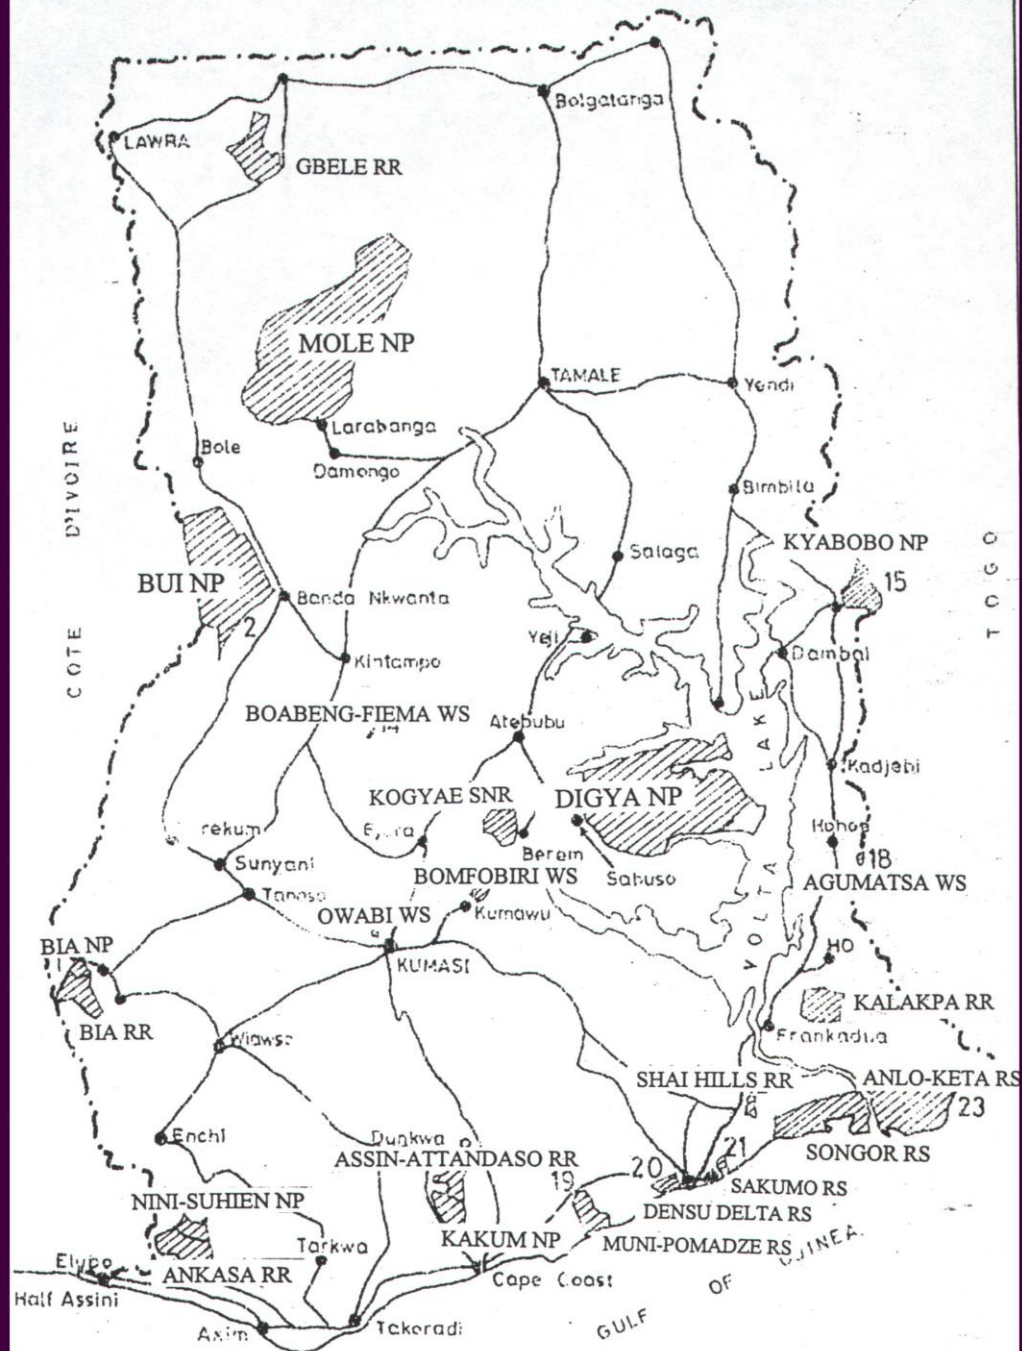 Bolgatanga
LAWRA
GBELE RR
MOLE NP
TAMALE
Yendi
Larabanga
Bole
Damongo
COTE D'IVOIRE
Bimbila
KYABOBO NP
15
TOGO
Salaga
BUI NP
2
Banda Nkwanta
Yeji
Kintampo
Dambai
BOABENG-FIEMA WS
14
Atebubu
VOLTA LAKE
Kadjebi
KOGYAE SNR
DIGYA NP
Ejura
Hohoe
Berem
Sabuso
Sunyani
18
BOMFOBIRI WS
AGUMATSA WS
Tanoso
OWABI WS
Kumawu
BIA NP
1
KUMASI
HO
BIA RR
KALAKPA RR
Wiawso
Frankadua
SHAI HILLS RR
ANLO-KETA RS
23
Enchi
Dunkwa
SONGOR RS
ASSIN-ATTANDASO RR
21
20
19
NINI-SUHIEN NP
SAKUMO RS
DENSU DELTA RS
KAKUM NP
MUNI-POMADZE RS
Tarkwa
Elubo
ANKASA RR
Cape Coast
Half Assini
Axim
Takoradi
GULF OF GUINEA